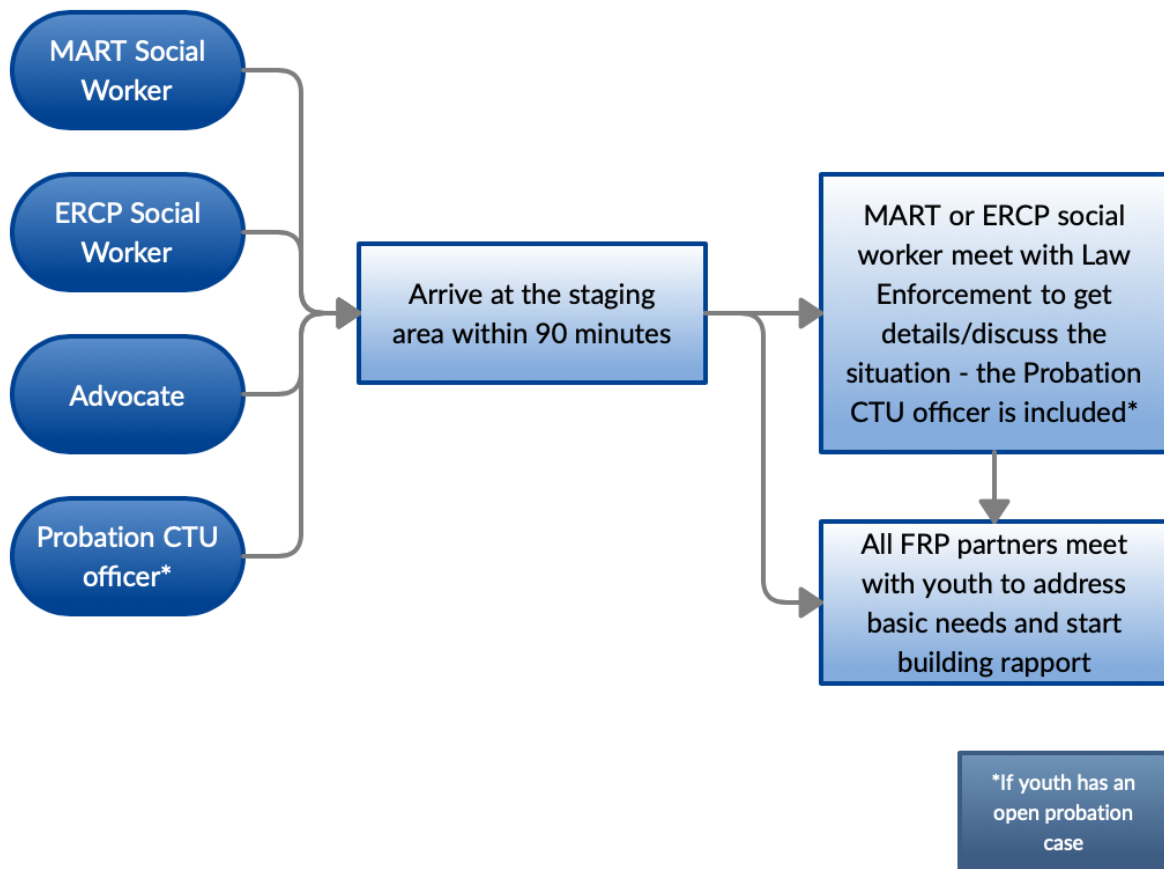 MART Social
Worker
ERCP Social
Worker
Advocate
Probation CTU
officer*
Arrive at the staging
area within 90 minutes
MART or ERCP social
worker meet with Law
Enforcement to get
details/discuss the
situation - the Probation
CTU officer is included*
All FRP partners meet
with youth to address
basic needs and start
building rapport
*If youth has an
open probation
case